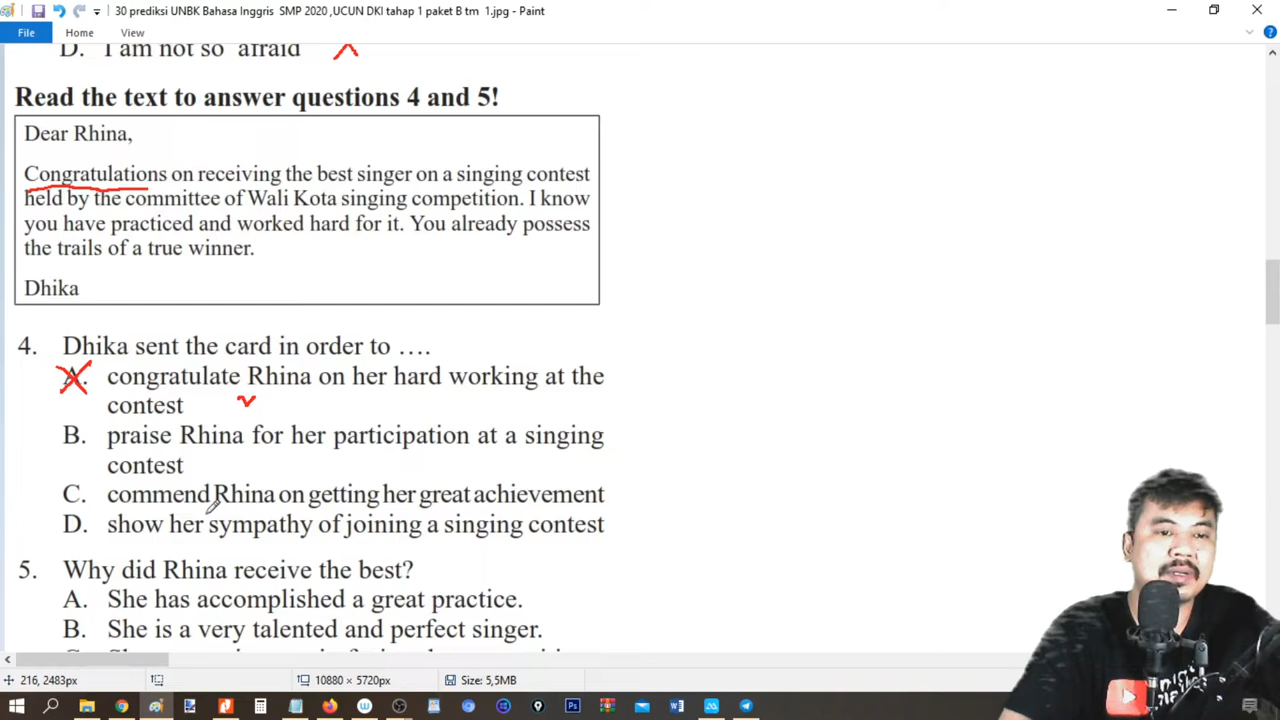 30 prediksi UNBK Bahasa Inggris SMP 2020 ,UCUN DKI tahap 1 paket B tm 1.jpg - Paint
File Home View
D. I am not so afraid
Read the text to answer questions 4 and 5!
Dear Rhina,
Congratulations on receiving the best singer on a singing contest
held by the committee of Wali Kota singing competition. I know
you have practiced and worked hard for it. You already possess
the trails of a true winner.
Dhika
4. Dhika sent the card in order to ….
A. congratulate Rhina on her hard working at the
contest
B. praise Rhina for her participation at a singing
contest
C. commend Rhina on getting her great achievement
D. show her sympathy of joining a singing contest
5. Why did Rhina receive the best?
A. She has accomplished a great practice.
B. She is a very talented and perfect singer.
216, 2483px 10880 × 5720px Size: 5,5MB